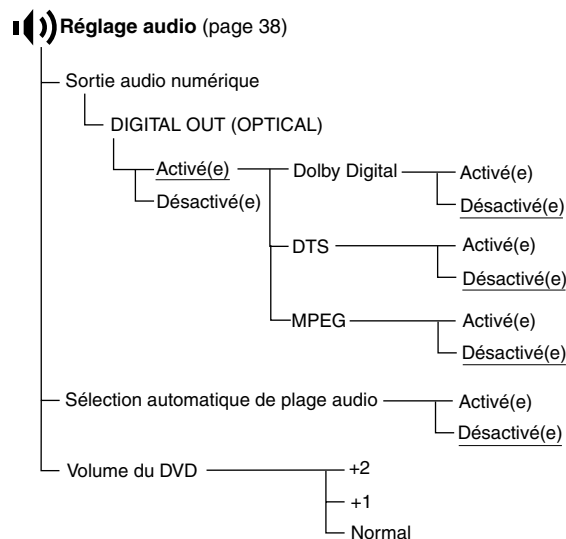 Réglage audio (page 38)
Sortie audio numérique
DIGITAL OUT (OPTICAL)
Activé(e) Dolby Digital Activé(e)
Désactivé(e) Désactivé(e)
DTS Activé(e)
Désactivé(e)
MPEG Activé(e)
Désactivé(e)
Sélection automatique de plage audio Activé(e)
Désactivé(e)
Volume du DVD +2
+1
Normal